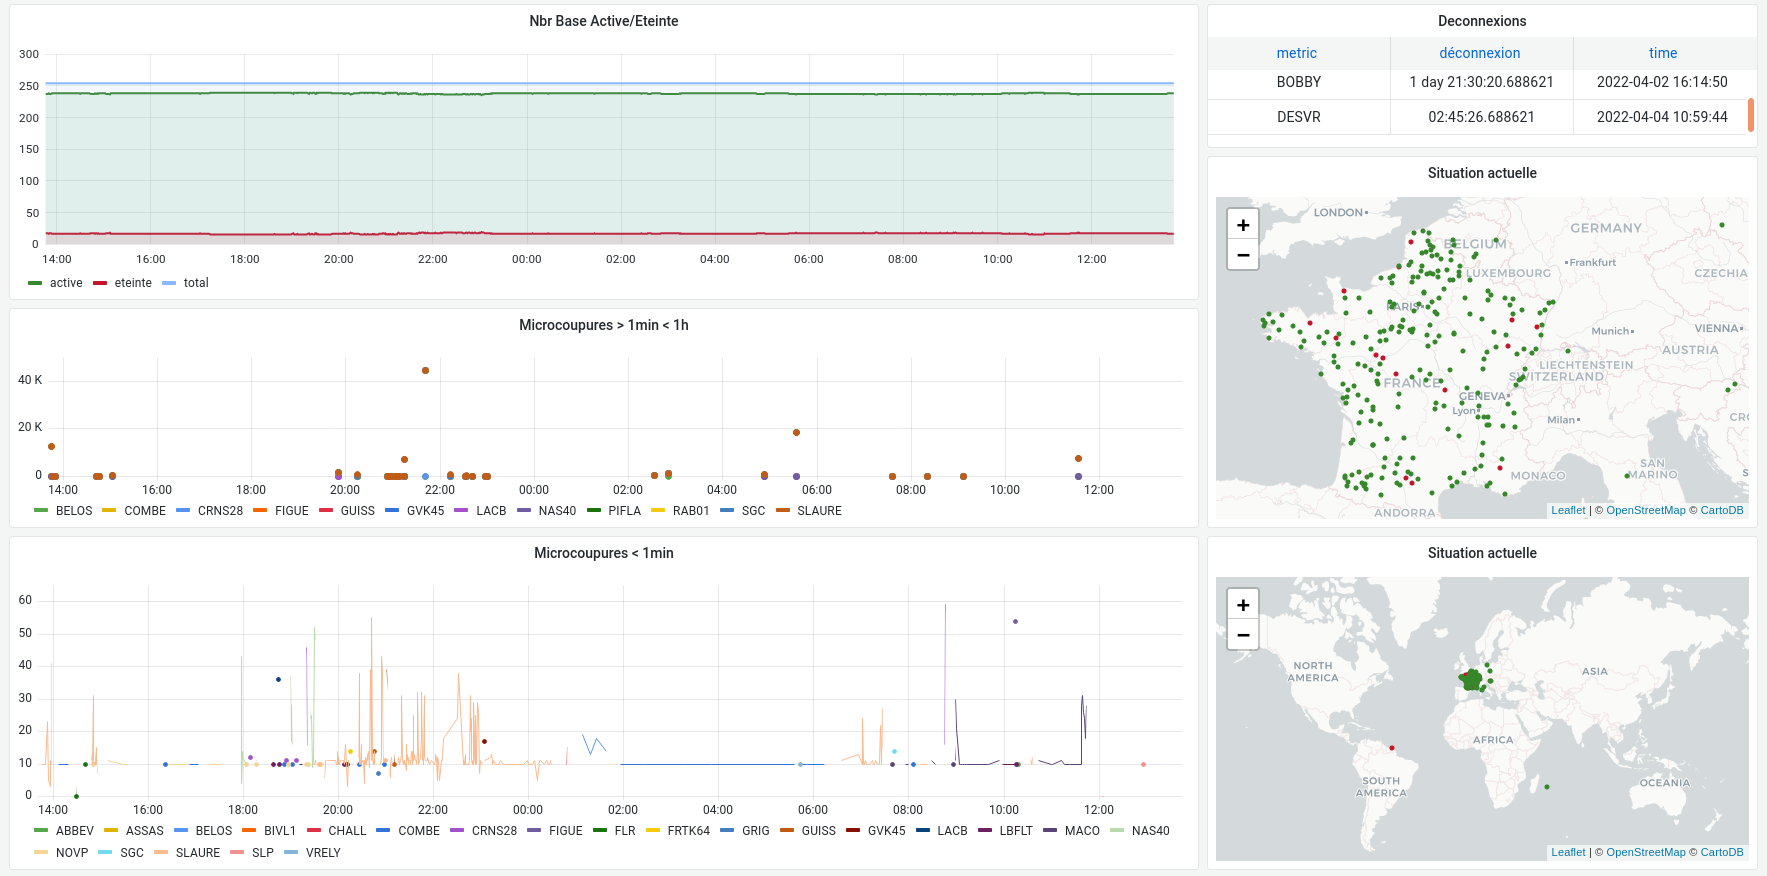 Nbr Base Active/Eteinte
300
250
200
150
100
50
0
14:00 16:00 18:00 20:00 22:00 00:00 02:00 04:00 06:00 08:00 10:00 12:00
active eteinte total
Microcoupures > 1min < 1h
40 K
20 K
0
14:00 16:00 18:00 20:00 22:00 00:00 02:00 04:00 06:00 08:00 10:00 12:00
BELOS COMBE CRNS28 FIGUE GUISS GVK45 LACB NAS40 PIFLA RAB01 SGC SLAURE
Microcoupures < 1min
60
50
40
30
20
10
0
14:00 16:00 18:00 20:00 22:00 00:00 02:00 04:00 06:00 08:00 10:00 12:00
ABBEV ASSAS BELOS BIVL1 CHALL COMBE CRNS28 FIGUE FLR FRTK64 GRIG GUISS GVK45 LACB LBFLT MACO NAS40
NOVP SGC SLAURE SLP VRELY
Deconnexions
metric déconnexion time
BOBBY 1 day 21:30:20.688621 2022-04-02 16:14:50
DESVR 02:45:26.688621 2022-04-04 10:59:44
Situation actuelle
+
−
LONDON
GERMANY
BELGIUM
Frankfurt
LUXEMBOURG
CZECHIA
PARIS
Munich
VIENNA
AUSTRIA
LIECHTENSTEIN
SWITZERLAND
FRANCE
GENEVA
Lyon
Milan
CRO
SAN
MARINO
MONACO
ANDORRA
Leaflet | © OpenStreetMap © CartoDB
Situation actuelle
+
−
NORTH
AMERICA
ASIA
AFRICA
SOUTH
AMERICA
OCEANIA
Leaflet | © OpenStreetMap © CartoDB